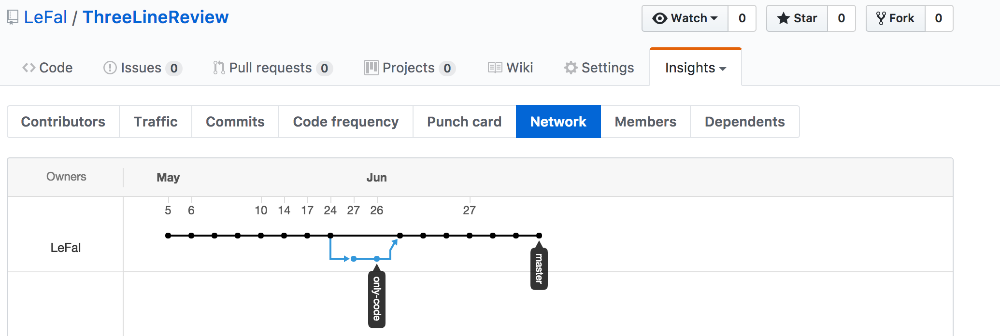 LeFal / ThreeLineReview
Watch 0 Star 0 Fork 0
Code Issues 0 Pull requests 0 Projects 0 Wiki Settings Insights
Contributors Traffic Commits Code frequency Punch card Network Members Dependents
Owners May Jun
5 6 10 14 17 24 27 26 27
LeFal
master
only-code